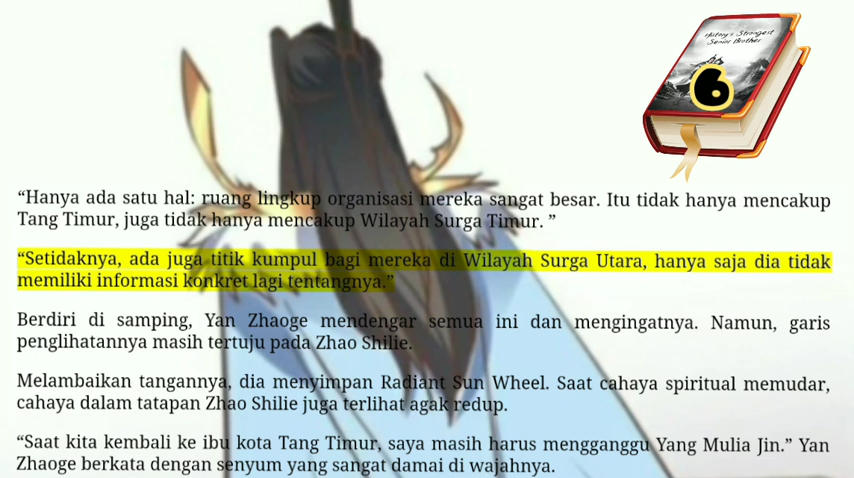 History's Strongest
Senior Brother
6
“Hanya ada satu hal: ruang lingkup organisasi mereka sangat besar. Itu tidak hanya mencakup
Tang Timur, juga tidak hanya mencakup Wilayah Surga Timur. ”
“Setidaknya, ada juga titik kumpul bagi mereka di Wilayah Surga Utara, hanya saja dia tidak
memiliki informasi konkret lagi tentangnya.”
Berdiri di samping, Yan Zhaoge mendengar semua ini dan mengingatnya. Namun, garis
penglihatannya masih tertuju pada Zhao Shilie.
Melambaikan tangannya, dia menyimpan Radiant Sun Wheel. Saat cahaya spiritual memudar,
cahaya dalam tatapan Zhao Shilie juga terlihat agak redup.
“Saat kita kembali ke ibu kota Tang Timur, saya masih harus mengganggu Yang Mulia Jin.” Yan
Zhaoge berkata dengan senyum yang sangat damai di wajahnya.